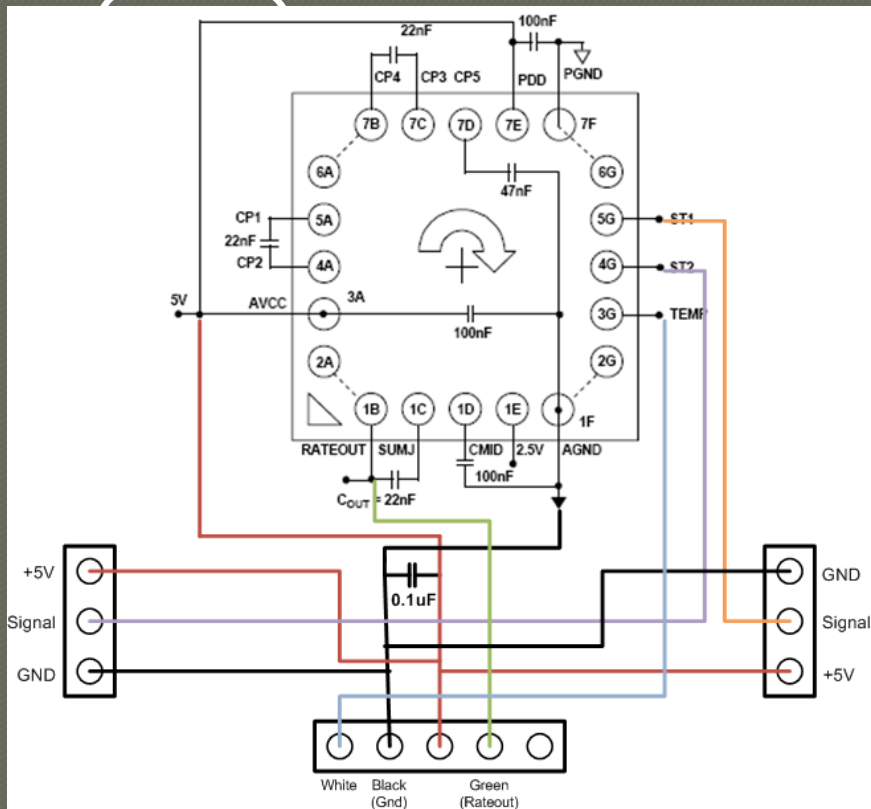 100nF
22nF
CP4 CP3 CP5 PDD PGND
7B 7C 7D 7E 7F
6A 6G
47nF
CP1 5A 5G ST1
22nF
CP2 4A 4G ST2
5V AVCC 3A 3G TEMP
100nF
2A 2G
1B 1C 1D 1E 1F
RATEOUT SUMJ CMID 2.5V AGND
100nF
COUT = 22nF
+5V GND
0.1uF
Signal Signal
GND +5V
White Black Green
(Gnd) (Rateout)